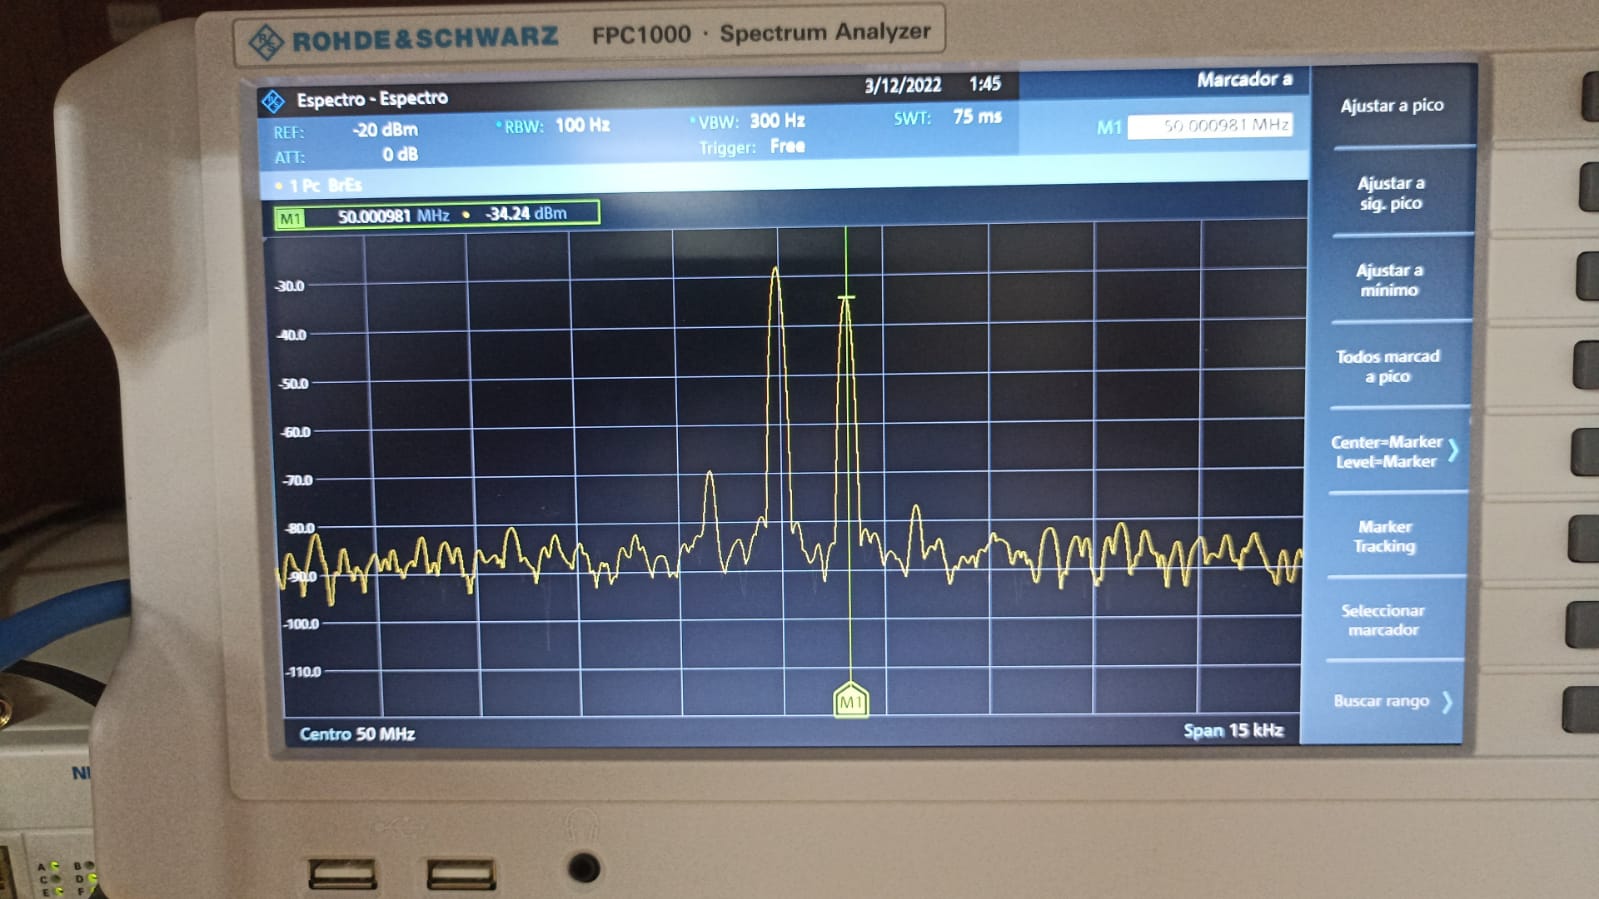 ROHDE & SCHWARZ FPC1000 · Spectrum Analyzer
Espectro - Espectro 3/12/2022 1:45 Marcador a
REF: -20 dBm •RBW: 100 Hz •VBW: 300 Hz SWT: 75 ms M1 50.000981 MHz
ATT: 0 dB Trigger: Free
• 1 Pc BrEs
M1 50.000981 MHz • -34.24 dBm
-30.0
-40.0
-50.0
-60.0
-70.0
-80.0
-90.0
-100.0
-110.0
M1
Centro 50 MHz Span 15 kHz
Ajustar a pico
Ajustar a
sig. pico
Ajustar a
mínimo
Todos marcad
a pico
Center=Marker
Level=Marker
Marker
Tracking
Seleccionar
marcador
Buscar rango
A B
C D
E F